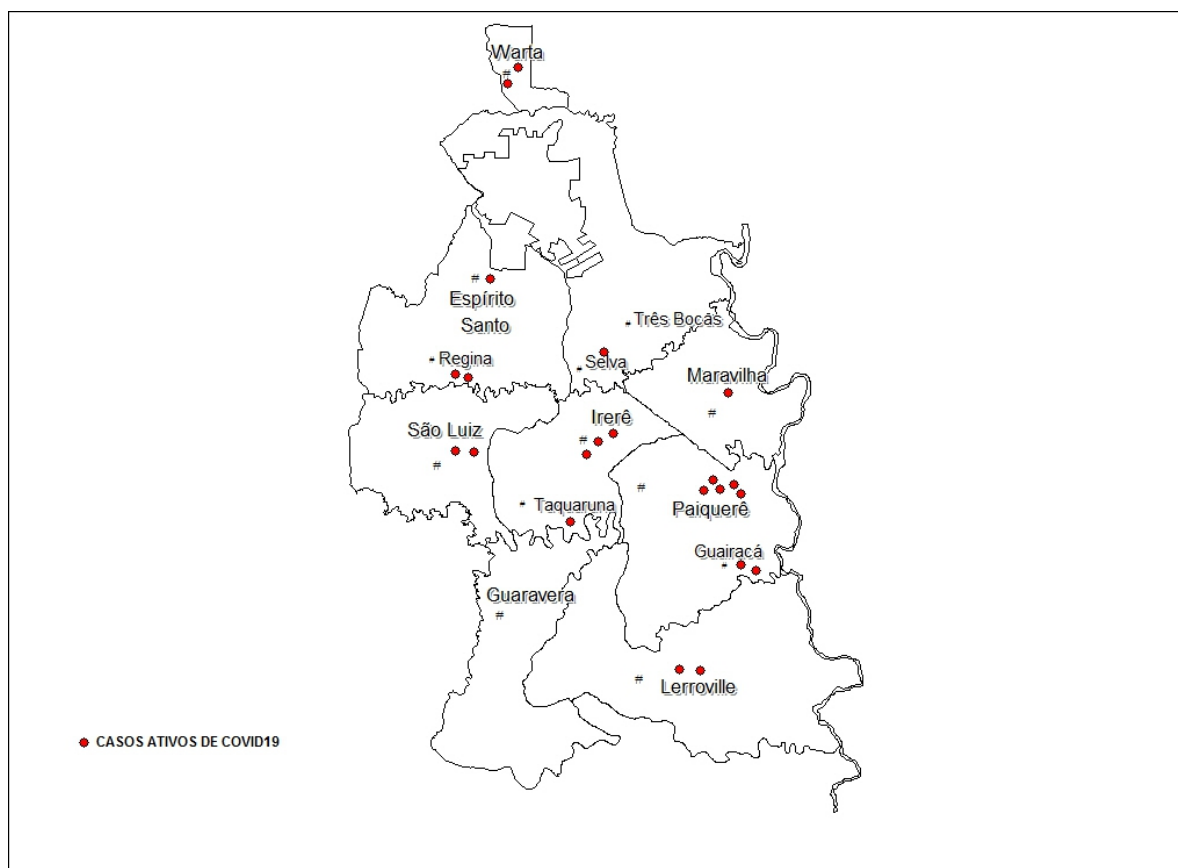 Warta
#
#
Espírito
Santo
Três Bocas
Regina
Selva
Maravilha
#
Irerê
#
São Luiz
#
#
Taquaruna
Paiquerê
Guairacá
Guaravera
#
#
Lerroville
CASOS ATIVOS DE COVID19